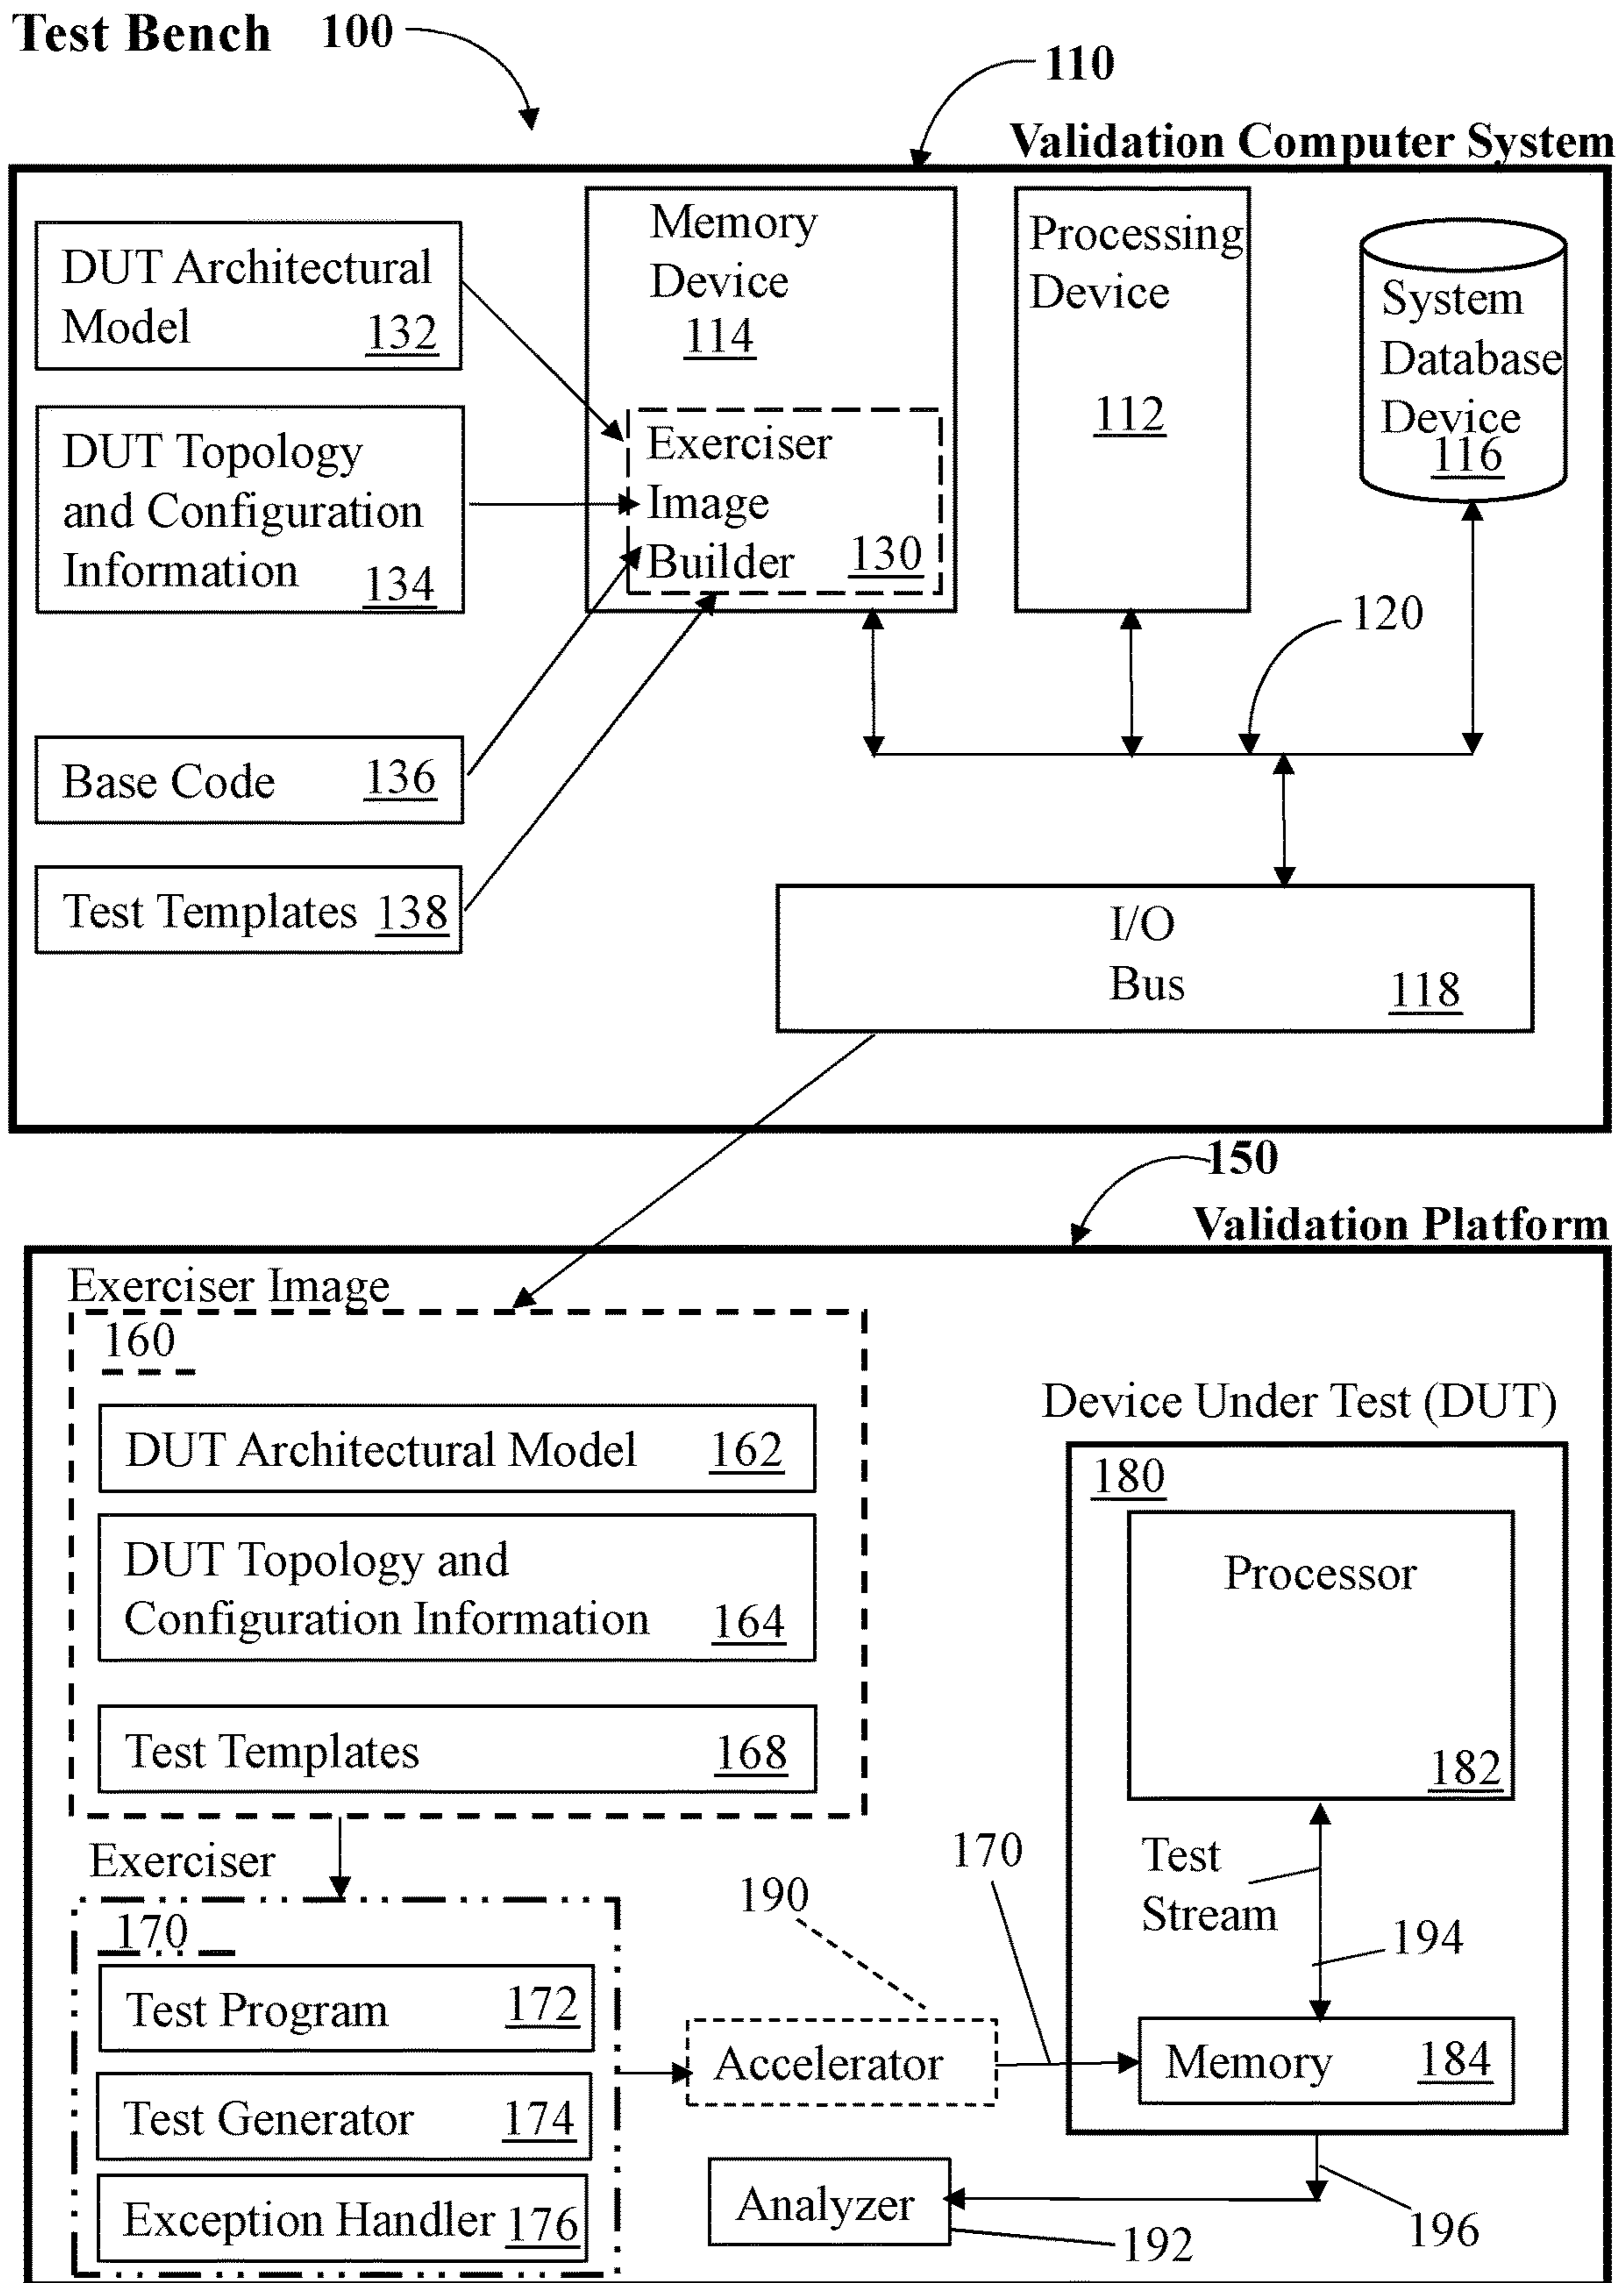 Test Bench 100
110
Validation Computer System
DUT Architectural
Model 132
DUT Topology
and Configuration
Information 134
Base Code 136
Test Templates 138
Memory
Device
114
Exerciser
Image
Builder 130
Processing
Device
112
System
Database
Device
116
120
I/O
Bus 118
150
Validation Platform
Exerciser Image
160
DUT Architectural Model 162
DUT Topology and
Configuration Information 164
Test Templates 168
Exerciser
170
Test Program 172
Test Generator 174
Exception Handler 176
190
Accelerator
170
Device Under Test (DUT)
180
Processor
182
Test
Stream
194
Memory 184
Analyzer
192
196